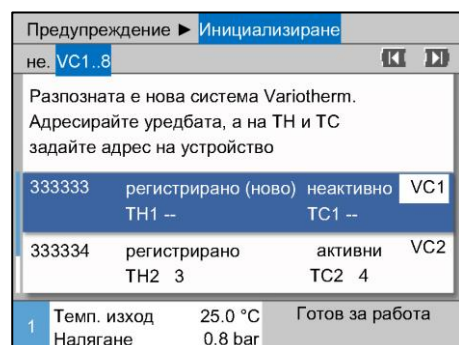 Предупреждение ► Инициализиране
не. VC1..8
Разпозната е нова система Variotherm.
Адресирайте уредбата, а на TH и TC
задайте адрес на устройство
333333 регистрирано (ново) неактивно VC1
TH1 -- TC1 --
333334 регистрирано активни VC2
TH2 3 TC2 4
1 Темп. изход 25.0 °C Готов за работа
Налягане 0.8 bar